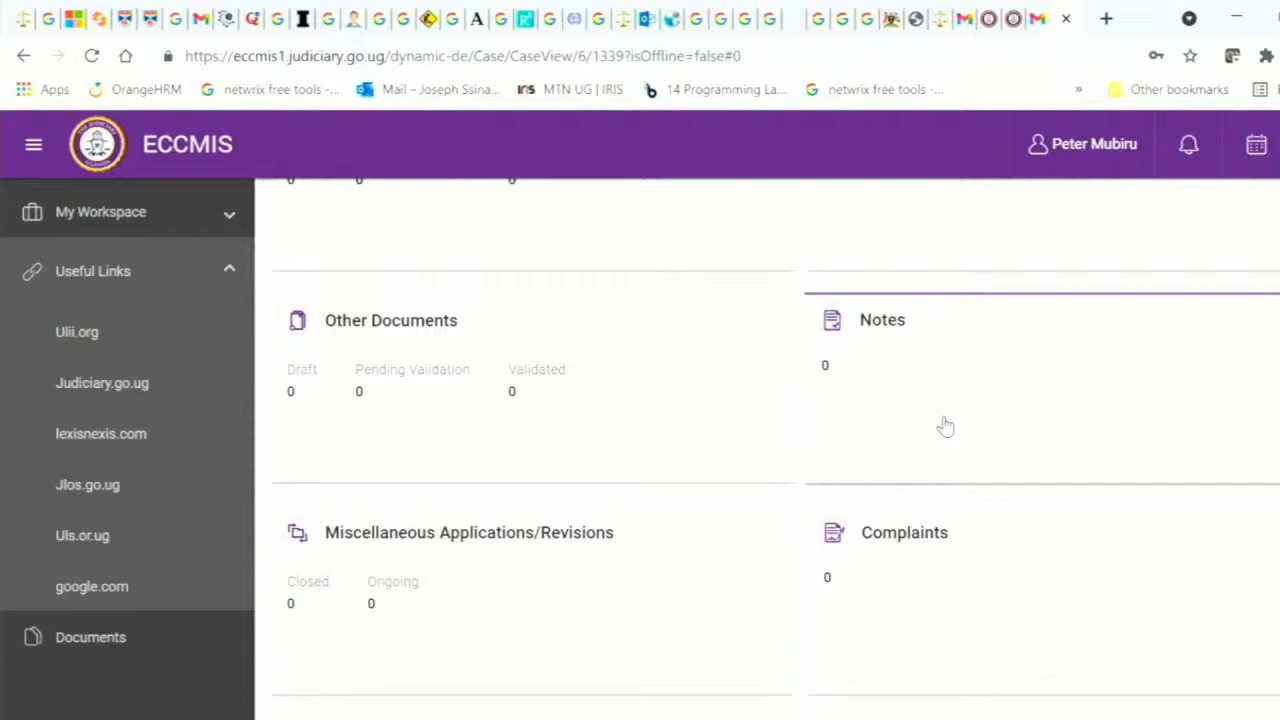 https://eccmis1.judiciary.go.ug/dynamic-de/Case/CaseView/6/1339?isOffline=false#0
Apps
OrangeHRM
netwrix free tools -...
Mail – Joseph Ssina...
IRIS
MTN UG | IRIS
14 Programming La...
netwrix free tools -...
»
Other bookmarks
ECCMIS
Peter Mubiru
My Workspace
Useful Links
Ulii.org
Judiciary.go.ug
lexisnexis.com
Jlos.go.ug
Uls.or.ug
google.com
Documents
0 0 0
Other Documents
Draft Pending Validation Validated
0 0 0
Notes
0
Miscellaneous Applications/Revisions
Closed Ongoing
0 0
Complaints
0